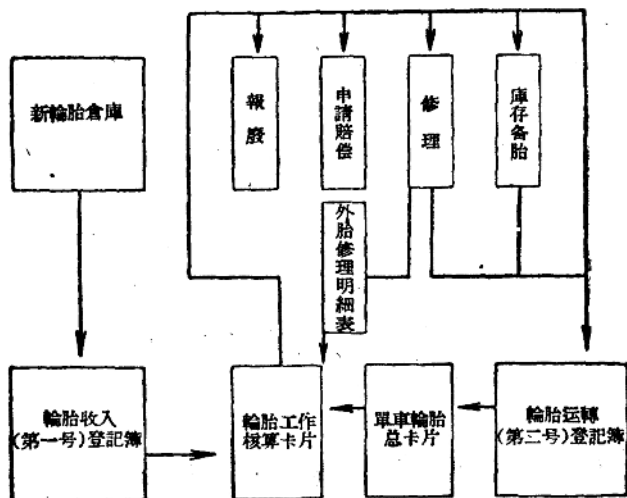 新輪胎倉庫
報廢
申請賠偿
修理
庫存备胎
外胎修理明細表
輪胎收入
(第一号)登記簿
輪胎工作
核算卡片
單車輪胎
总卡片
輪胎运轉
(第二号)登記簿